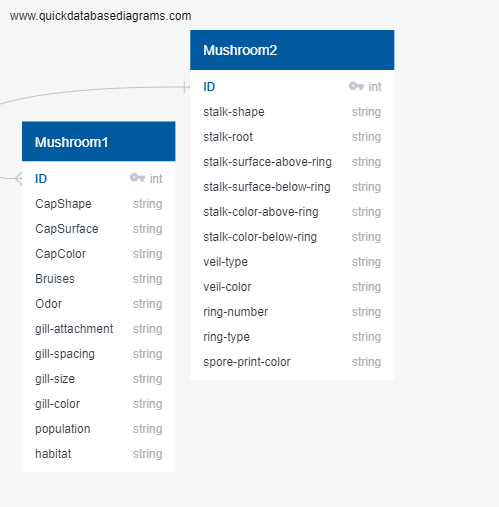 www.quickdatabasediagrams.com
Mushroom2
ID int
stalk-shape string
stalk-root string
stalk-surface-above-ring string
stalk-surface-below-ring string
stalk-color-above-ring string
stalk-color-below-ring string
veil-type string
veil-color string
ring-number string
ring-type string
spore-print-color string
Mushroom1
ID int
CapShape string
CapSurface string
CapColor string
Bruises string
Odor string
gill-attachment string
gill-spacing string
gill-size string
gill-color string
population string
habitat string